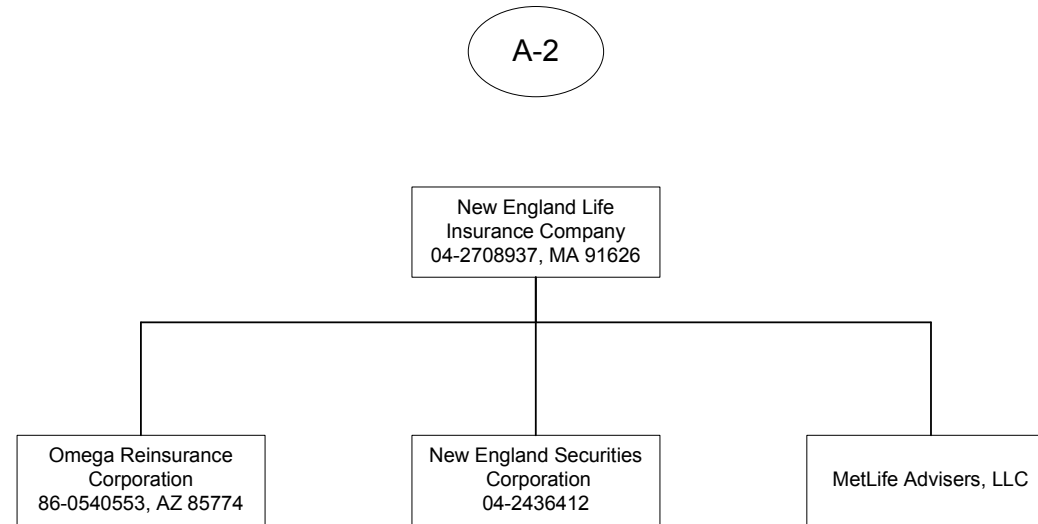 A-2
New England Life
Insurance Company
04-2708937, MA 91626
Omega Reinsurance
Corporation
86-0540553, AZ 85774
New England Securities
Corporation
04-2436412
MetLife Advisers, LLC